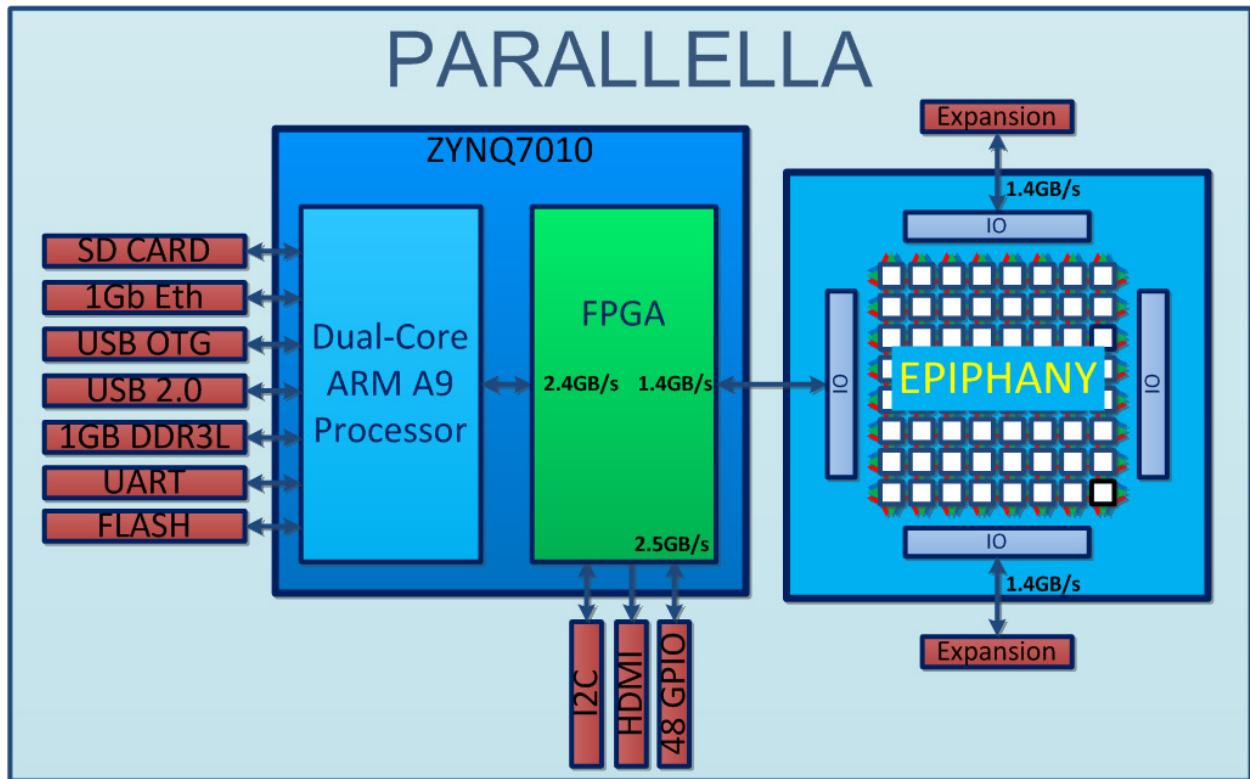 PARALLELLA
Expansion
1.4GB/s
ZYNQ7010
IO
SD CARD
1Gb Eth
USB OTG
USB 2.0
1GB DDR3L
UART
FLASH
Dual-Core
ARM A9
Processor
FPGA
2.4GB/s
1.4GB/s
2.5GB/s
IO
EPIPHANY
IO
IO
1.4GB/s
Expansion
I2C
HDMI
48 GPIO